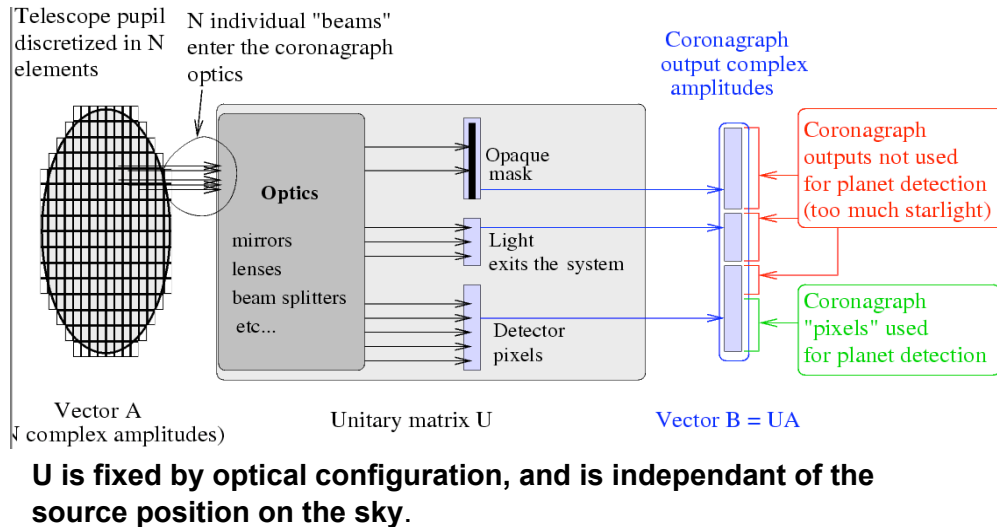 Telescope pupil
discretized in N
elements
N individual "beams"
enter the coronagraph
optics
Optics
mirrors
lenses
beam splitters
etc...
Opaque
mask
Light
exits the system
Detector
pixels
Coronagraph
output complex
amplitudes
Coronagraph
outputs not used
for planet detection
(too much starlight)
Coronagraph
"pixels" used
for planet detection
Vector A
N complex amplitudes)
Unitary matrix U
Vector B = UA
U is fixed by optical configuration, and is independant of the
source position on the sky.